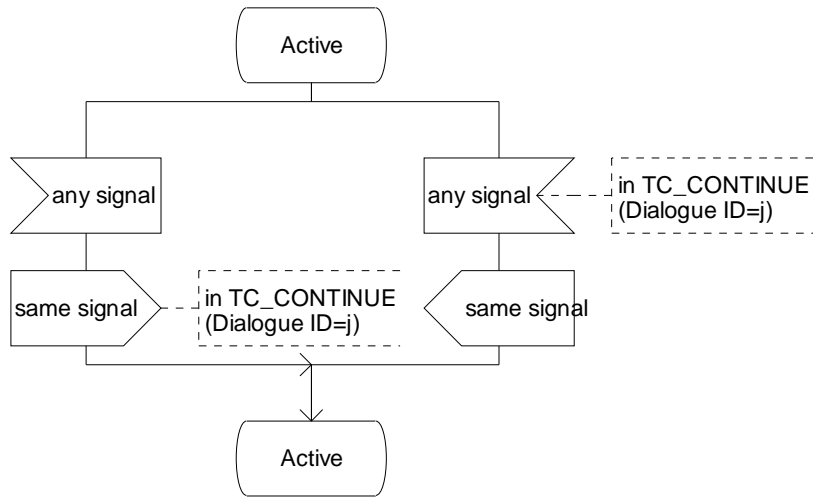 Active
any signal
any signal
in TC_CONTINUE
(Dialogue ID=j)
same signal
in TC_CONTINUE
(Dialogue ID=j)
same signal
Active